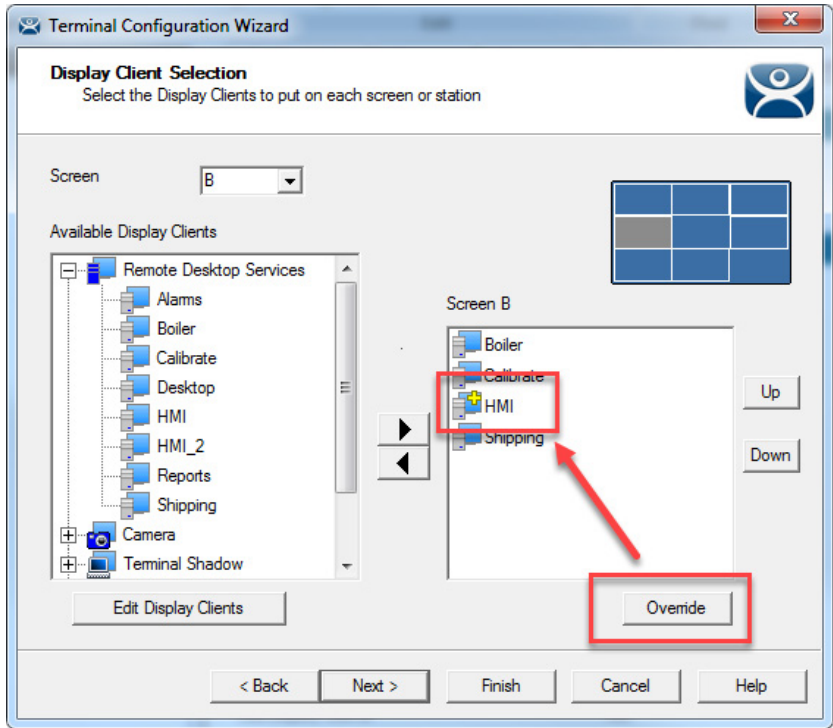 Terminal Configuration Wizard
Display Client Selection
Select the Display Clients to put on each screen or station
Screen
B
Available Display Clients
Remote Desktop Services
Alarms
Boiler
Calibrate
Desktop
HMI
HMI_2
Reports
Shipping
Camera
Terminal Shadow
Screen B
Boiler
Calibrate
HMI
Shipping
Up
Down
Edit Display Clients
Override
< Back
Next >
Finish
Cancel
Help